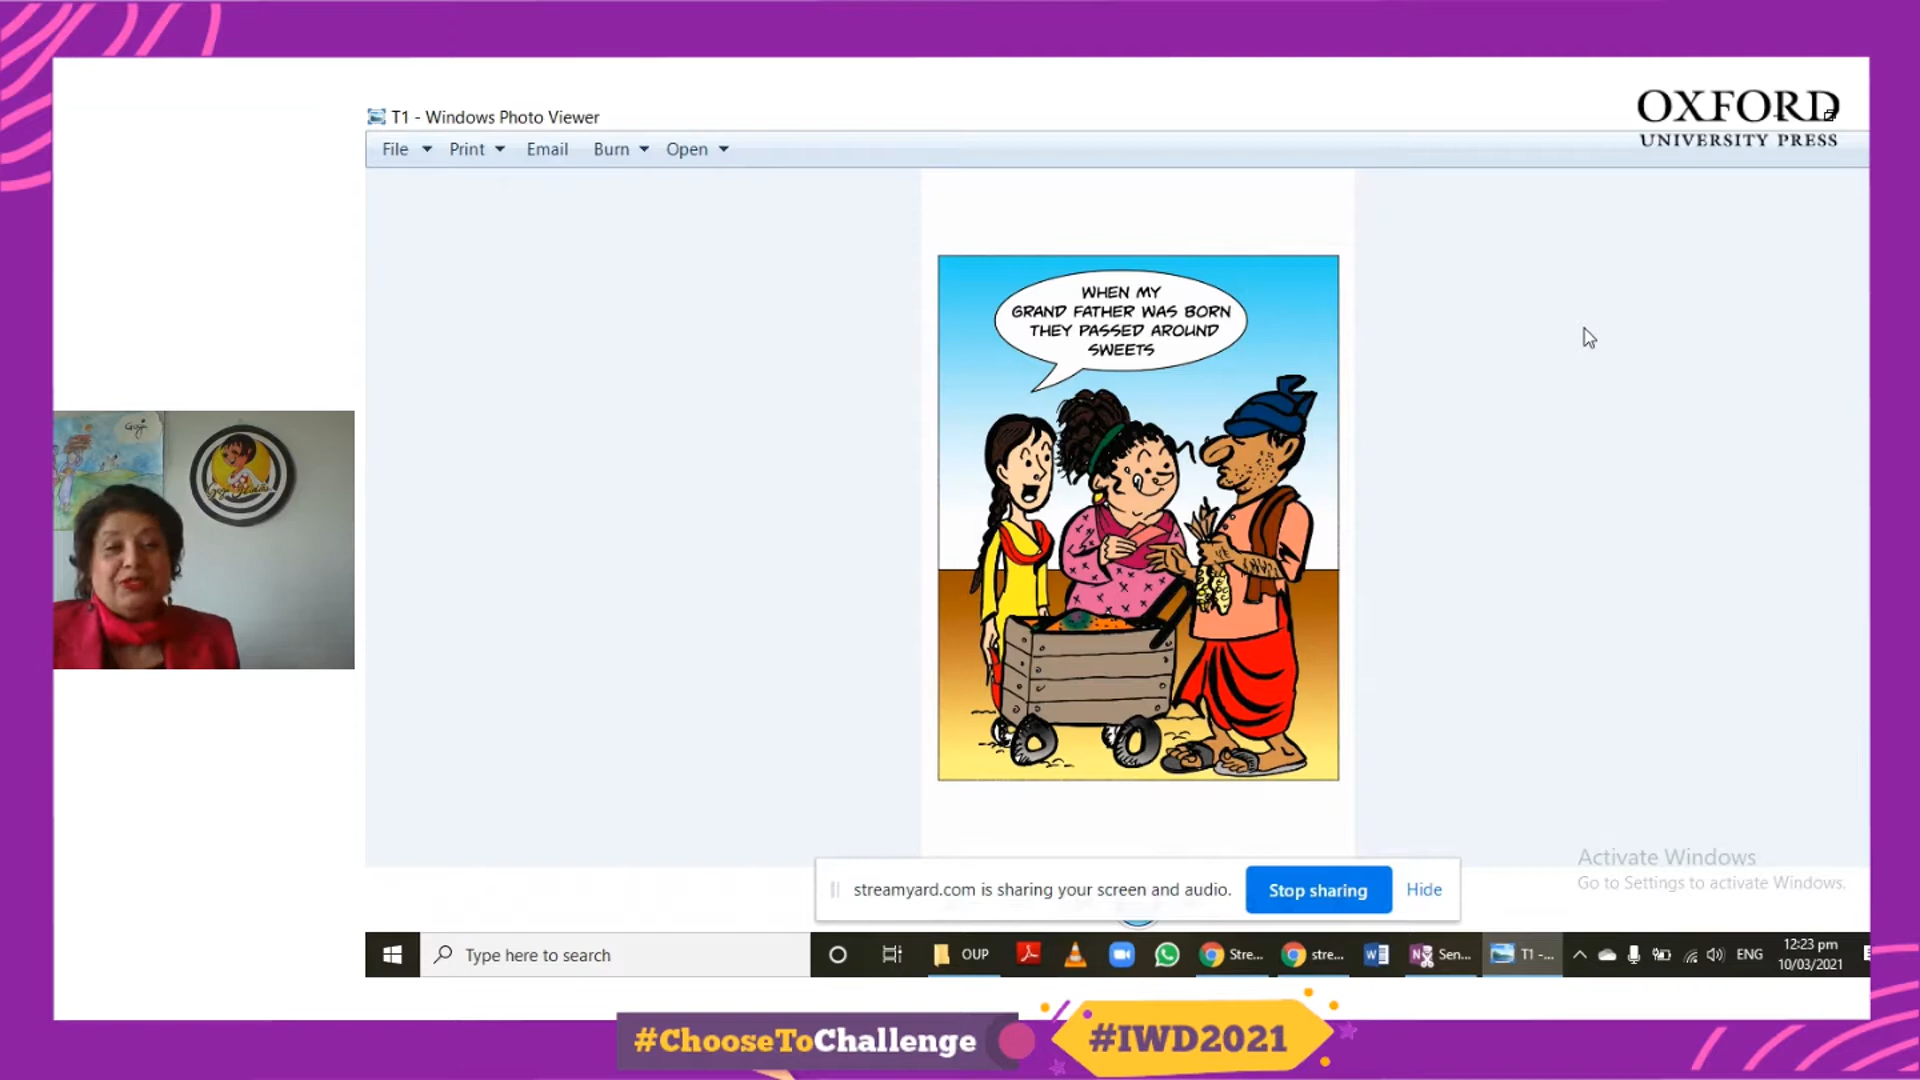 T1 - Windows Photo Viewer
File Print Email Burn Open
OXFORD
UNIVERSITY PRESS
WHEN MY
GRAND FATHER WAS BORN
THEY PASSED AROUND
SWEETS
Gogi
Activate Windows
Go to Settings to activate Windows.
streamyard.com is sharing your screen and audio. Stop sharing Hide
Type here to search OUP Stre... stre... Sen... T1 -... ENG 12:23 pm
10/03/2021
#ChooseToChallenge
#IWD2021